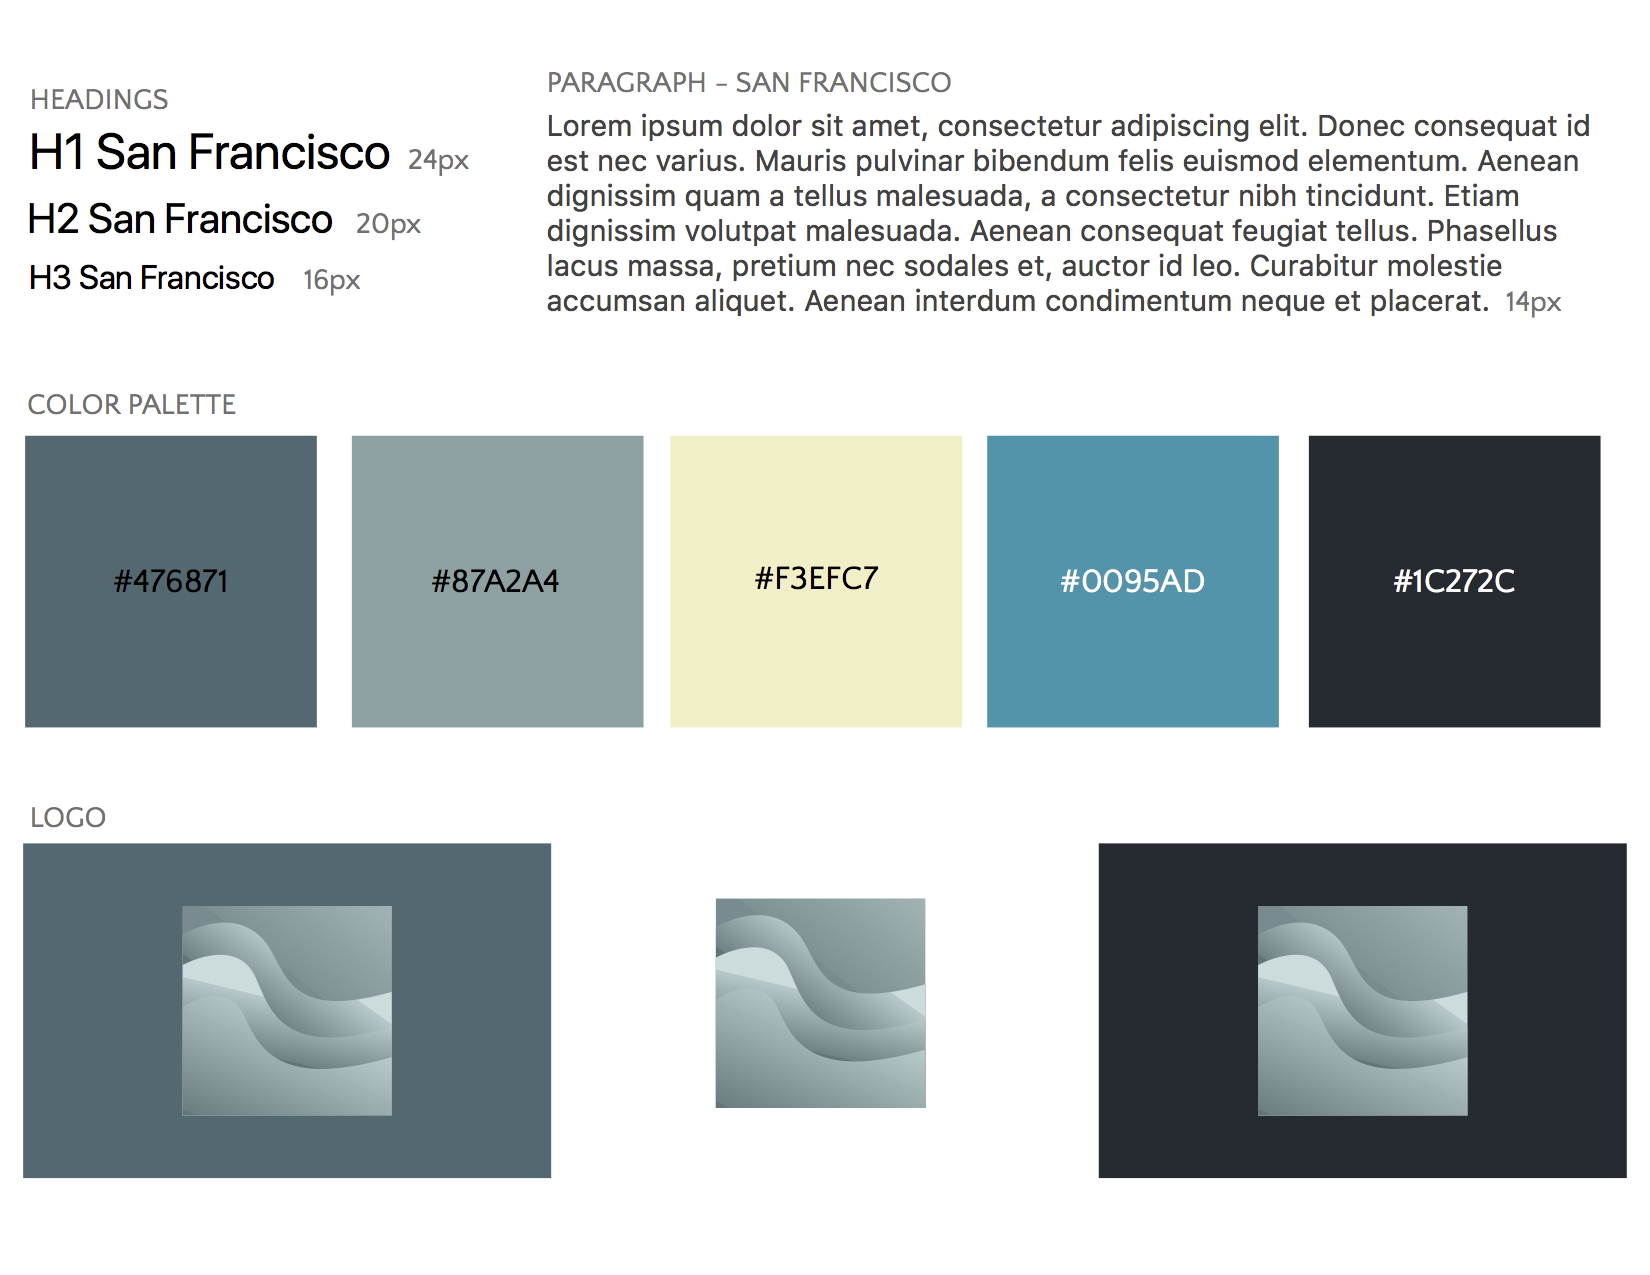 HEADINGS
H1 San Francisco 24px
H2 San Francisco 20px
H3 San Francisco 16px
PARAGRAPH – SAN FRANCISCO
Lorem ipsum dolor sit amet, consectetur adipiscing elit. Donec consequat id
est nec varius. Mauris pulvinar bibendum felis euismod elementum. Aenean
dignissim quam a tellus malesuada, a consectetur nibh tincidunt. Etiam
dignissim volutpat malesuada. Aenean consequat feugiat tellus. Phasellus
lacus massa, pretium nec sodales et, auctor id leo. Curabitur molestie
accumsan aliquet. Aenean interdum condimentum neque et placerat. 14px
COLOR PALETTE
#476871
#87A2A4
#F3EFC7
#0095AD
#1C272C
LOGO